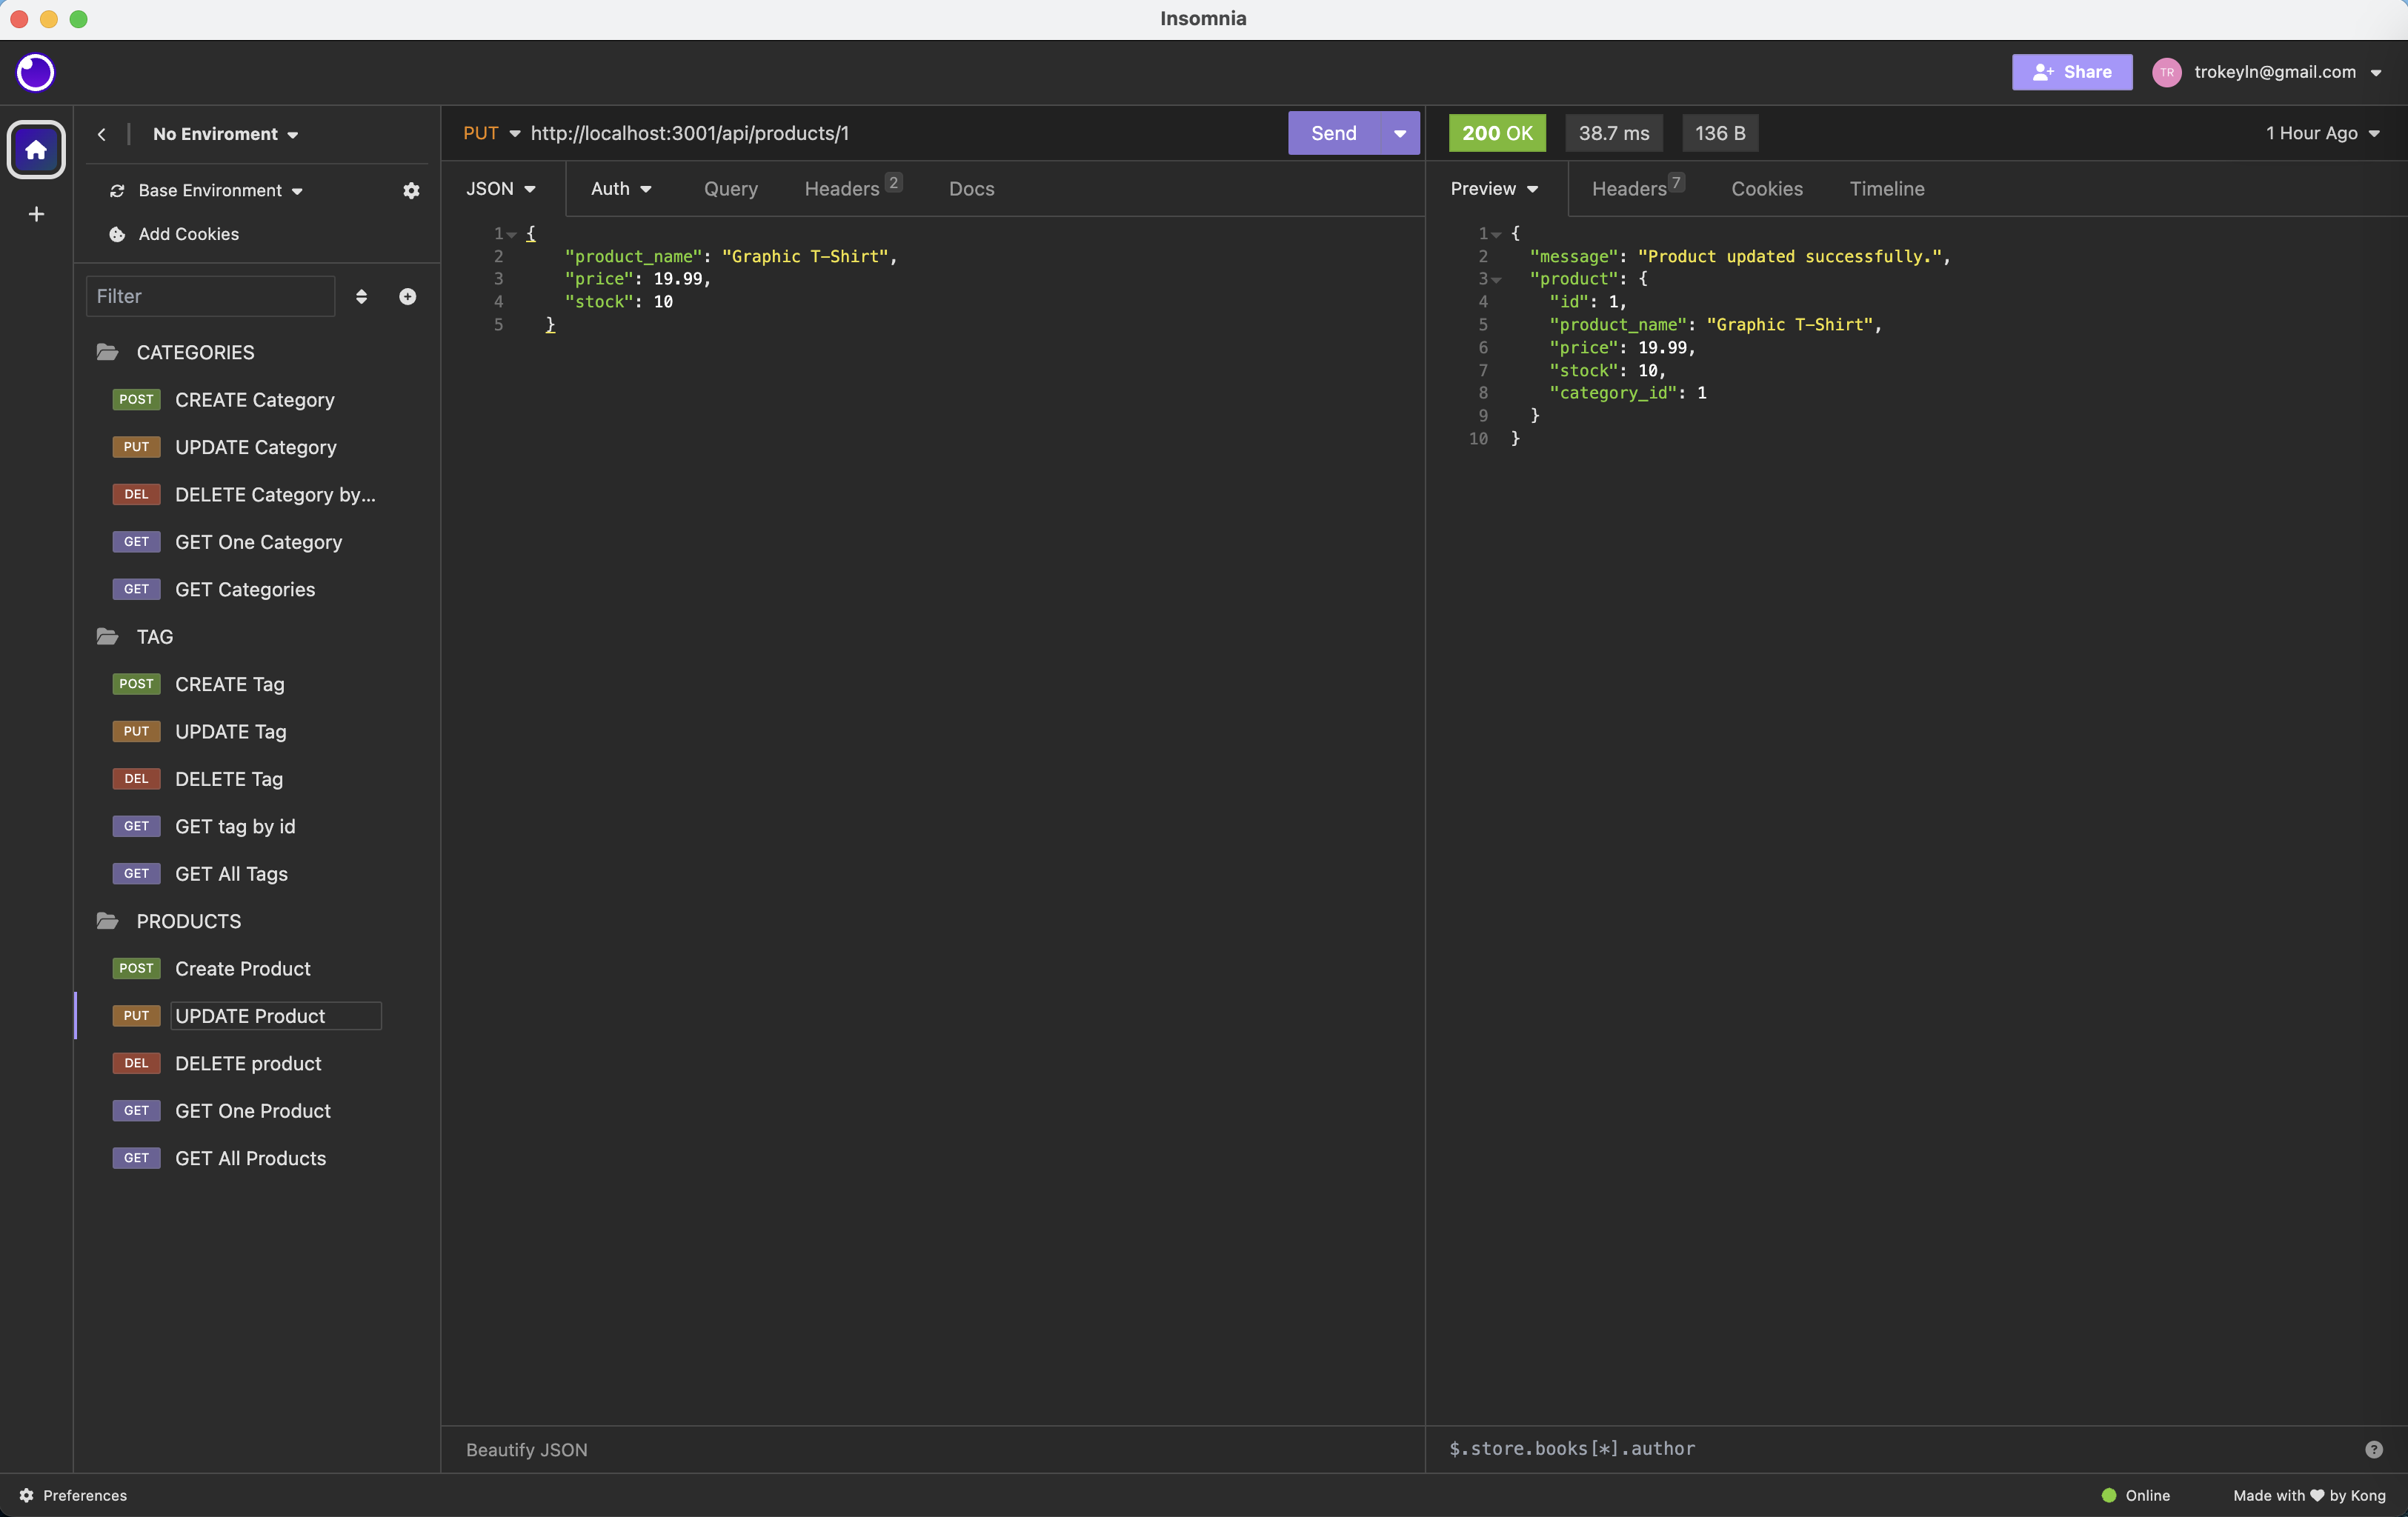 Insomnia
Share
TR
trokeyln@gmail.com
No Enviroment
Base Environment
Add Cookies
Filter
CATEGORIES
POST CREATE Category
PUT UPDATE Category
DEL DELETE Category by...
GET GET One Category
GET GET Categories
TAG
POST CREATE Tag
PUT UPDATE Tag
DEL DELETE Tag
GET GET tag by id
GET GET All Tags
PRODUCTS
POST Create Product
PUT UPDATE Product
DEL DELETE product
GET GET One Product
GET GET All Products
PUT http://localhost:3001/api/products/1
Send
JSON Auth Query Headers 2 Docs
1 {
2 "product_name": "Graphic T-Shirt",
3 "price": 19.99,
4 "stock": 10
5 }
Beautify JSON
200 OK 38.7 ms 136 B 1 Hour Ago
Preview Headers 7 Cookies Timeline
1 {
2 "message": "Product updated successfully.",
3 "product": {
4 "id": 1,
5 "product_name": "Graphic T-Shirt",
6 "price": 19.99,
7 "stock": 10,
8 "category_id": 1
9 }
10 }
$.store.books[*].author
?
Preferences
Online
Made with ♥ by Kong